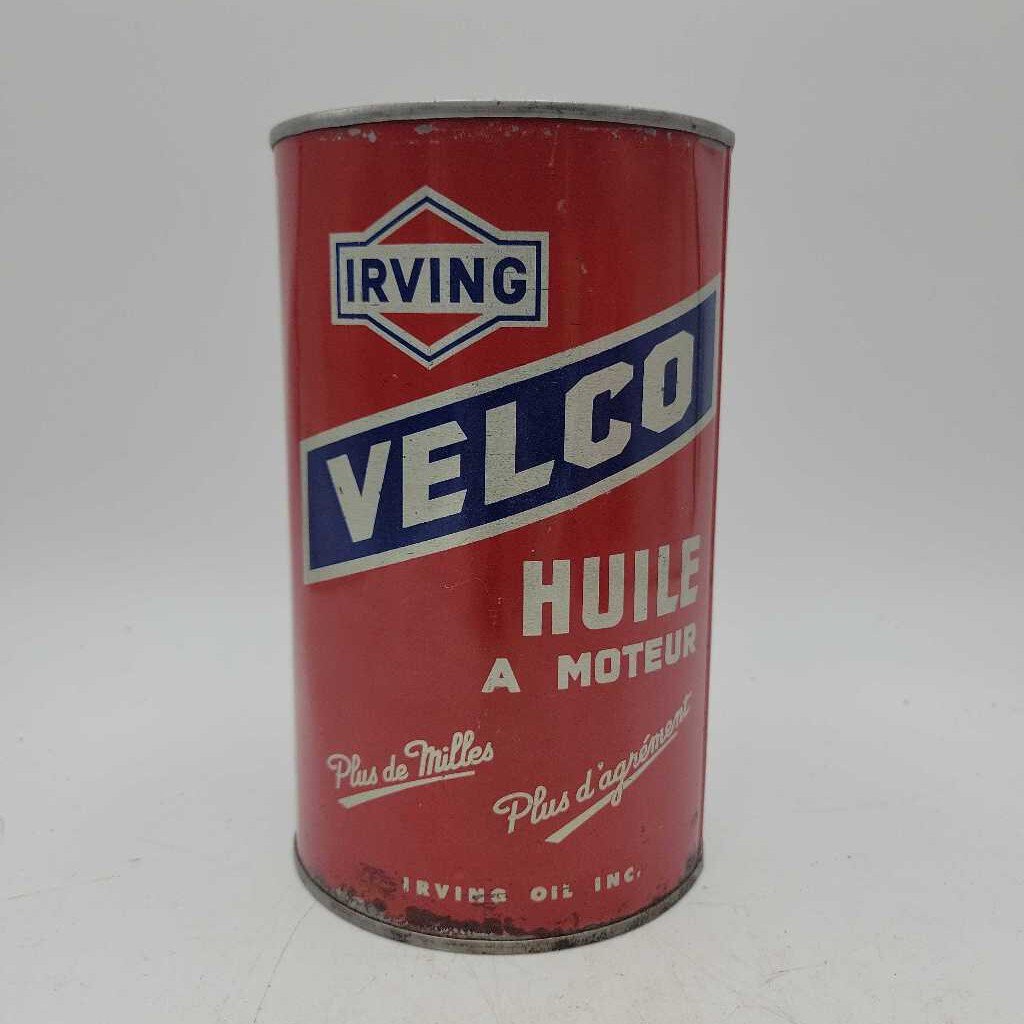 IRVING
VELCO
HUILE
A MOTEUR
Plus de Milles
Plus d'agrément
IRVING OIL INC.